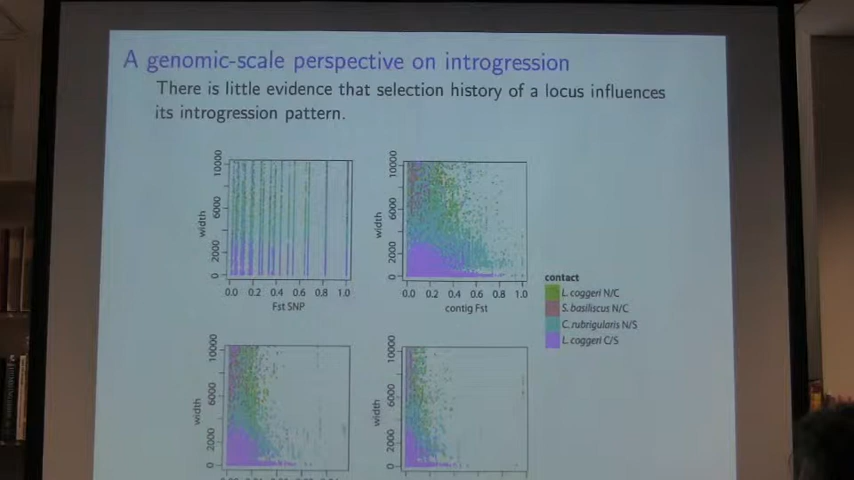 A genomic-scale perspective on introgression
There is little evidence that selection history of a locus influences
its introgression pattern.
10000
6000
2000
0
width
0.0 0.2 0.4 0.6 0.8 1.0
Fst SNP
10000
6000
2000
0
width
0.0 0.2 0.4 0.6 0.8 1.0
contig Fst
contact
L. coggeri N/C
S. basiliscus N/C
C. rubrigularis N/S
L. coggeri C/S
10000
6000
2000
0
width
10000
6000
2000
0
width